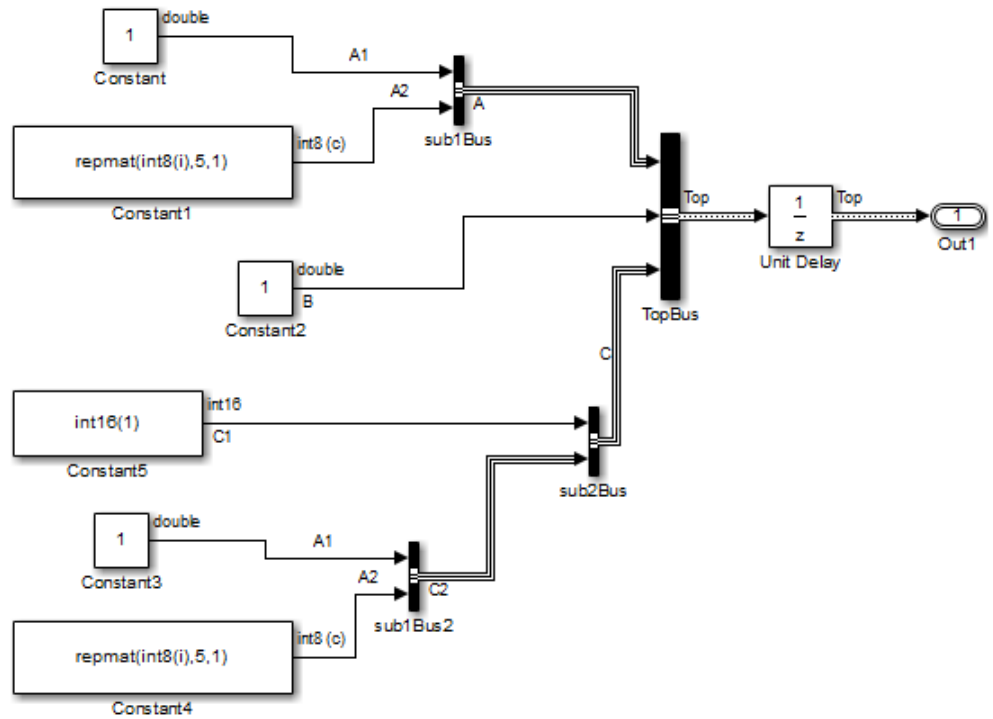 double
1
A1
Constant
A2
A
sub1Bus
int8 (c)
repmat(int8(i),5,1)
Constant1
Top
1
z
Top
1
Unit Delay
Out1
double
1
B
Constant2
TopBus
C
int16
int16(1)
C1
Constant5
sub2Bus
double
1
A1
Constant3
A2
C2
sub1Bus2
int8 (c)
repmat(int8(i),5,1)
Constant4